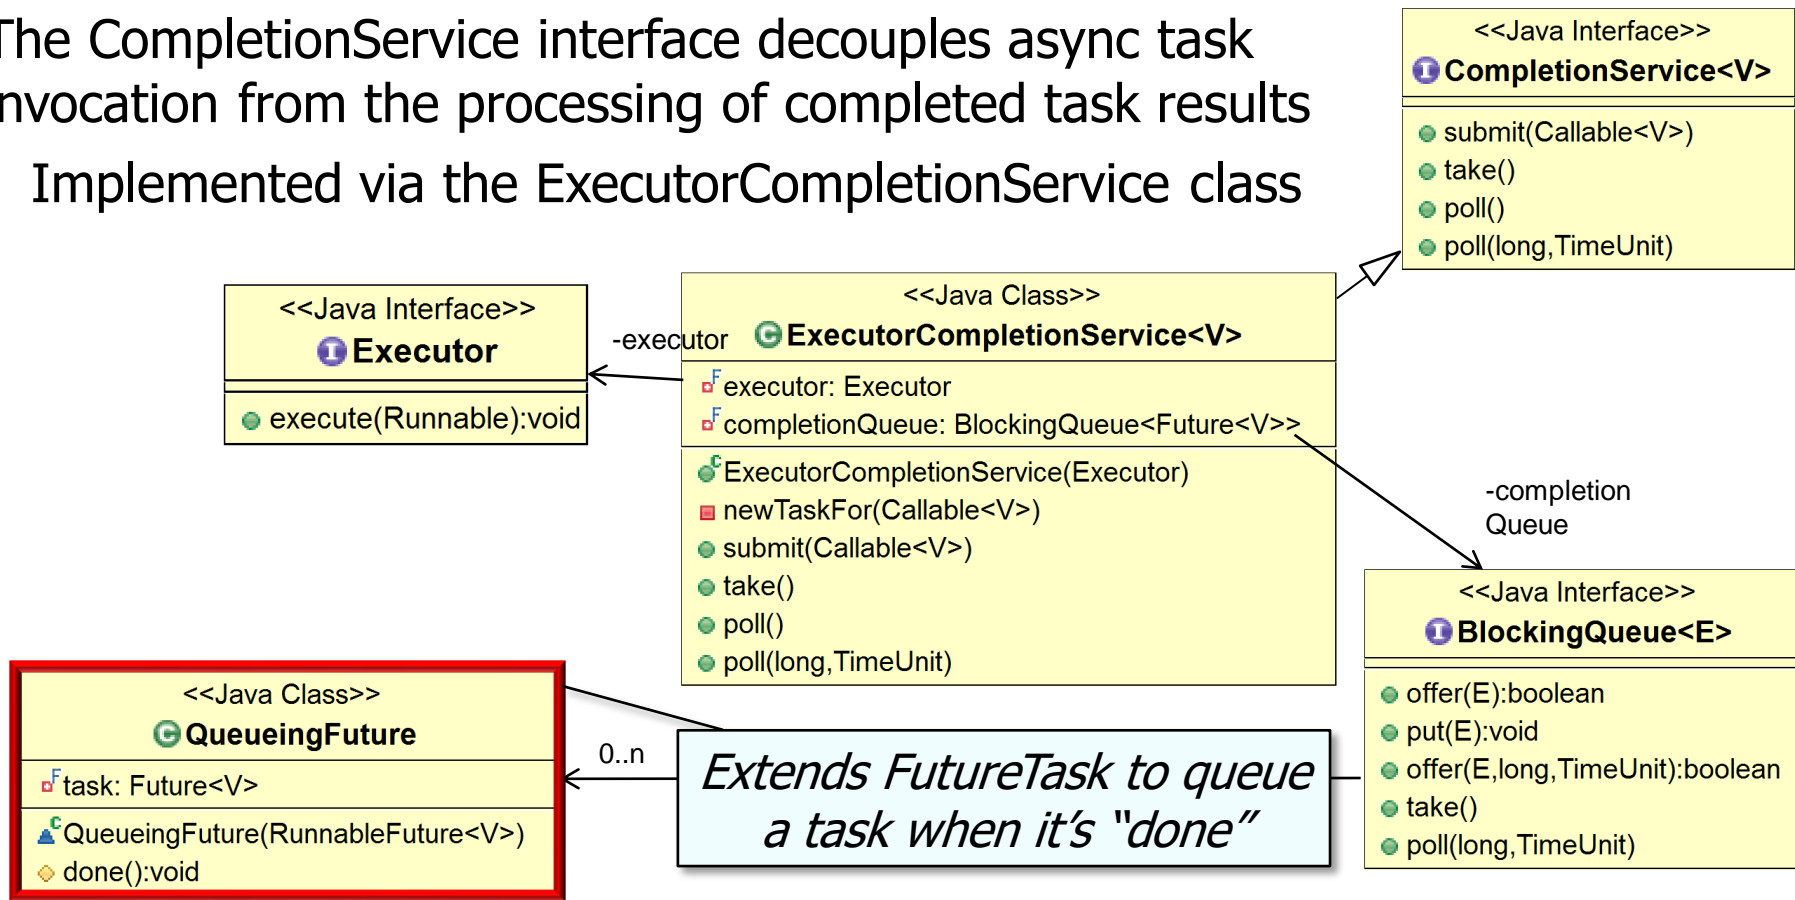 The CompletionService interface decouples async task
invocation from the processing of completed task results
Implemented via the ExecutorCompletionService class
<<Java Interface>>
CompletionService<V>
submit(Callable<V>)
take()
poll()
poll(long,TimeUnit)
<<Java Interface>>
Executor
execute(Runnable):void
-executor
<<Java Class>>
ExecutorCompletionService<V>
executor: Executor
completionQueue: BlockingQueue<Future<V>>
ExecutorCompletionService(Executor)
newTaskFor(Callable<V>)
submit(Callable<V>)
take()
poll()
poll(long,TimeUnit)
-completion
Queue
<<Java Interface>>
BlockingQueue<E>
offer(E):boolean
put(E):void
offer(E,long,TimeUnit):boolean
take()
poll(long,TimeUnit)
<<Java Class>>
QueueingFuture
task: Future<V>
QueueingFuture(RunnableFuture<V>)
done():void
0..n
Extends FutureTask to queue
a task when it's “done”